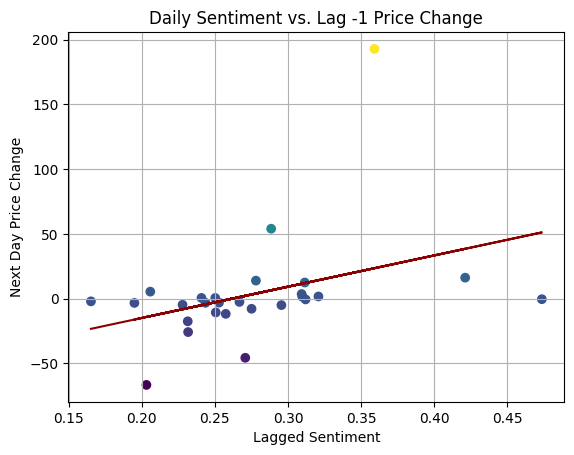 Daily Sentiment vs. Lag -1 Price Change
200
150
100
50
0
−50
Next Day Price Change
0.15 0.20 0.25 0.30 0.35 0.40 0.45
Lagged Sentiment